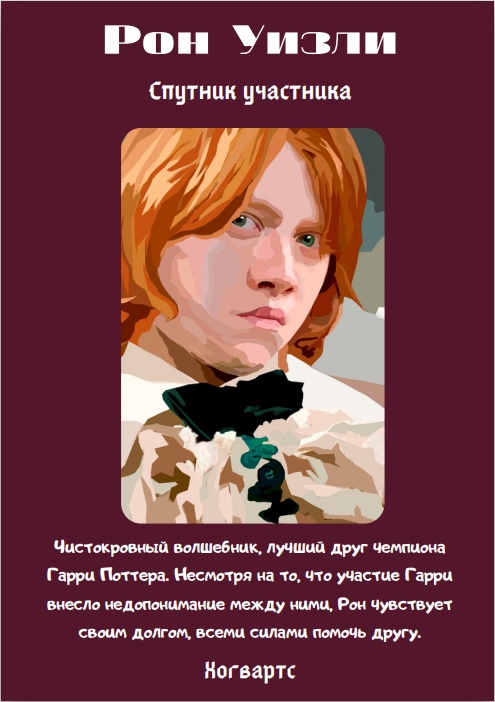 Рон Уизли
Спутник участника
Чистокровный волшебник, лучший друг чемпиона
Гарри Поттера. Несмотря на то, что участие Гарри
внесло недопонимание между ними, Рон чувствует
своим долгом, всеми силами помочь другу.
Хогвартс